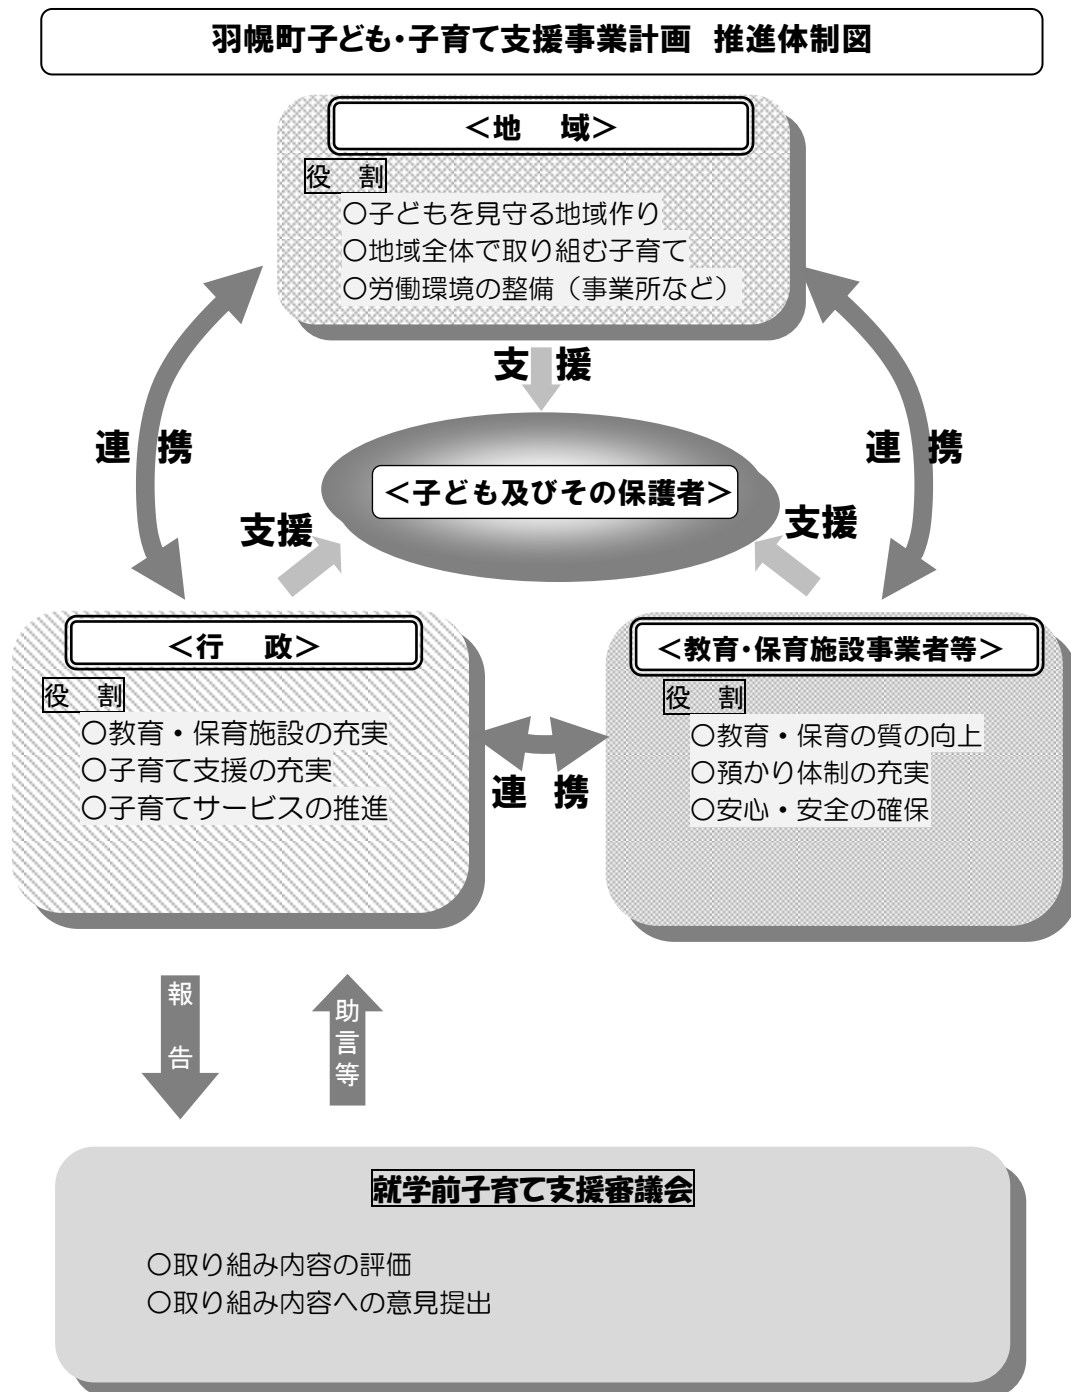 羽幌町子ども・子育て支援事業計画 推進体制図
＜地 域＞
役 割
○子どもを見守る地域作り
○地域全体で取り組む子育て
○労働環境の整備（事業所など）
支 援
連 携
連 携
＜子ども及びその保護者＞
支援
支援
＜行 政＞
役 割
○教育・保育施設の充実
○子育て支援の充実
○子育てサービスの推進
連 携
＜教育・保育施設事業者等＞
役 割
○教育・保育の質の向上
○預かり体制の充実
○安心・安全の確保
報 告
助言等
就学前子育て支援審議会
○取り組み内容の評価
○取り組み内容への意見提出